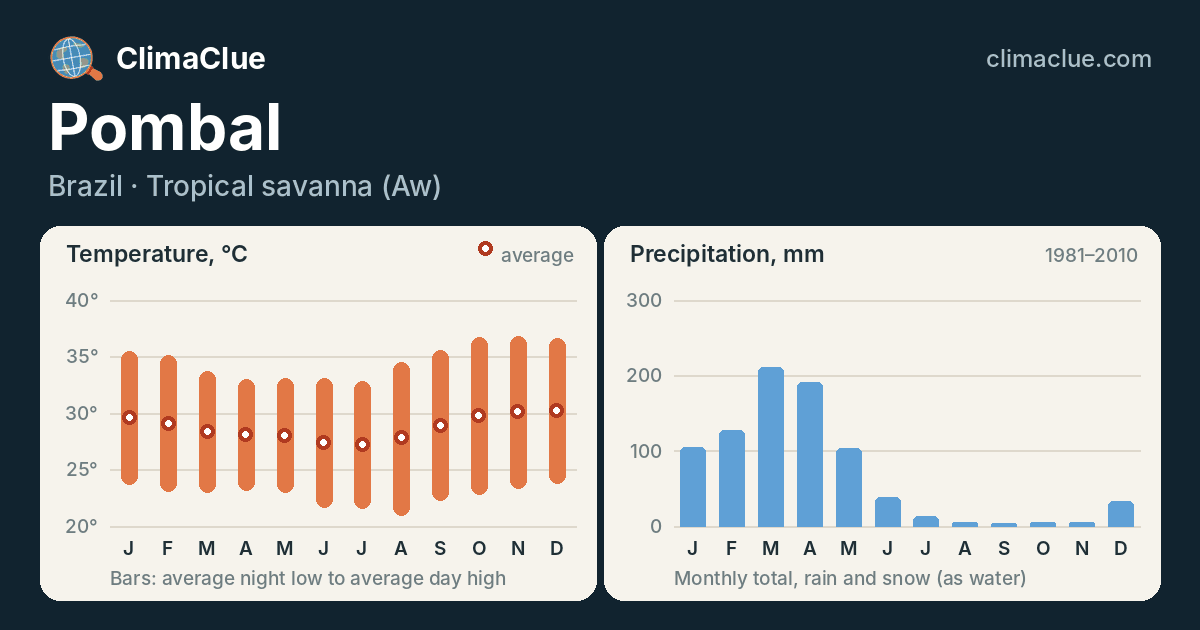 ClimaClue
climaclue.com
Pombal
Brazil · Tropical savanna (Aw)
Temperature, °C
average
40°
35°
30°
25°
20°
J F M A M J J A S O N D
Bars: average night low to average day high
Precipitation, mm
1981–2010
300
200
100
0
J F M A M J J A S O N D
Monthly total, rain and snow (as water)